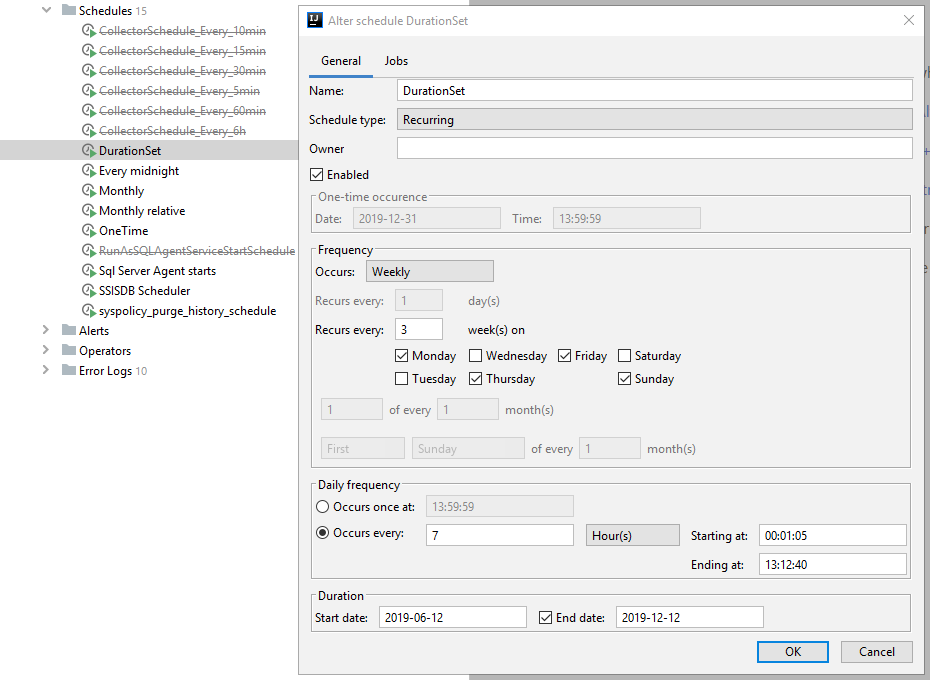 Schedules 15
CollectorSchedule_Every_10min
CollectorSchedule_Every_15min
CollectorSchedule_Every_30min
CollectorSchedule_Every_5min
CollectorSchedule_Every_60min
CollectorSchedule_Every_6h
DurationSet
Every midnight
Monthly
Monthly relative
OneTime
RunAsSQLAgentServiceStartSchedule
Sql Server Agent starts
SSISDB Scheduler
syspolicy_purge_history_schedule
Alerts
Operators
Error Logs 10
IJ Alter schedule DurationSet
General Jobs
Name: DurationSet
Schedule type: Recurring
Owner
Enabled
One-time occurence
Date: 2019-12-31 Time: 13:59:59
Frequency
Occurs: Weekly
Recurs every: 1 day(s)
Recurs every: 3 week(s) on
Monday Wednesday Friday Saturday
Tuesday Thursday Sunday
1 of every 1 month(s)
First Sunday of every 1 month(s)
Daily frequency
Occurs once at: 13:59:59
Occurs every: 7 Hour(s) Starting at: 00:01:05
Ending at: 13:12:40
Duration
Start date: 2019-06-12 End date: 2019-12-12
OK Cancel